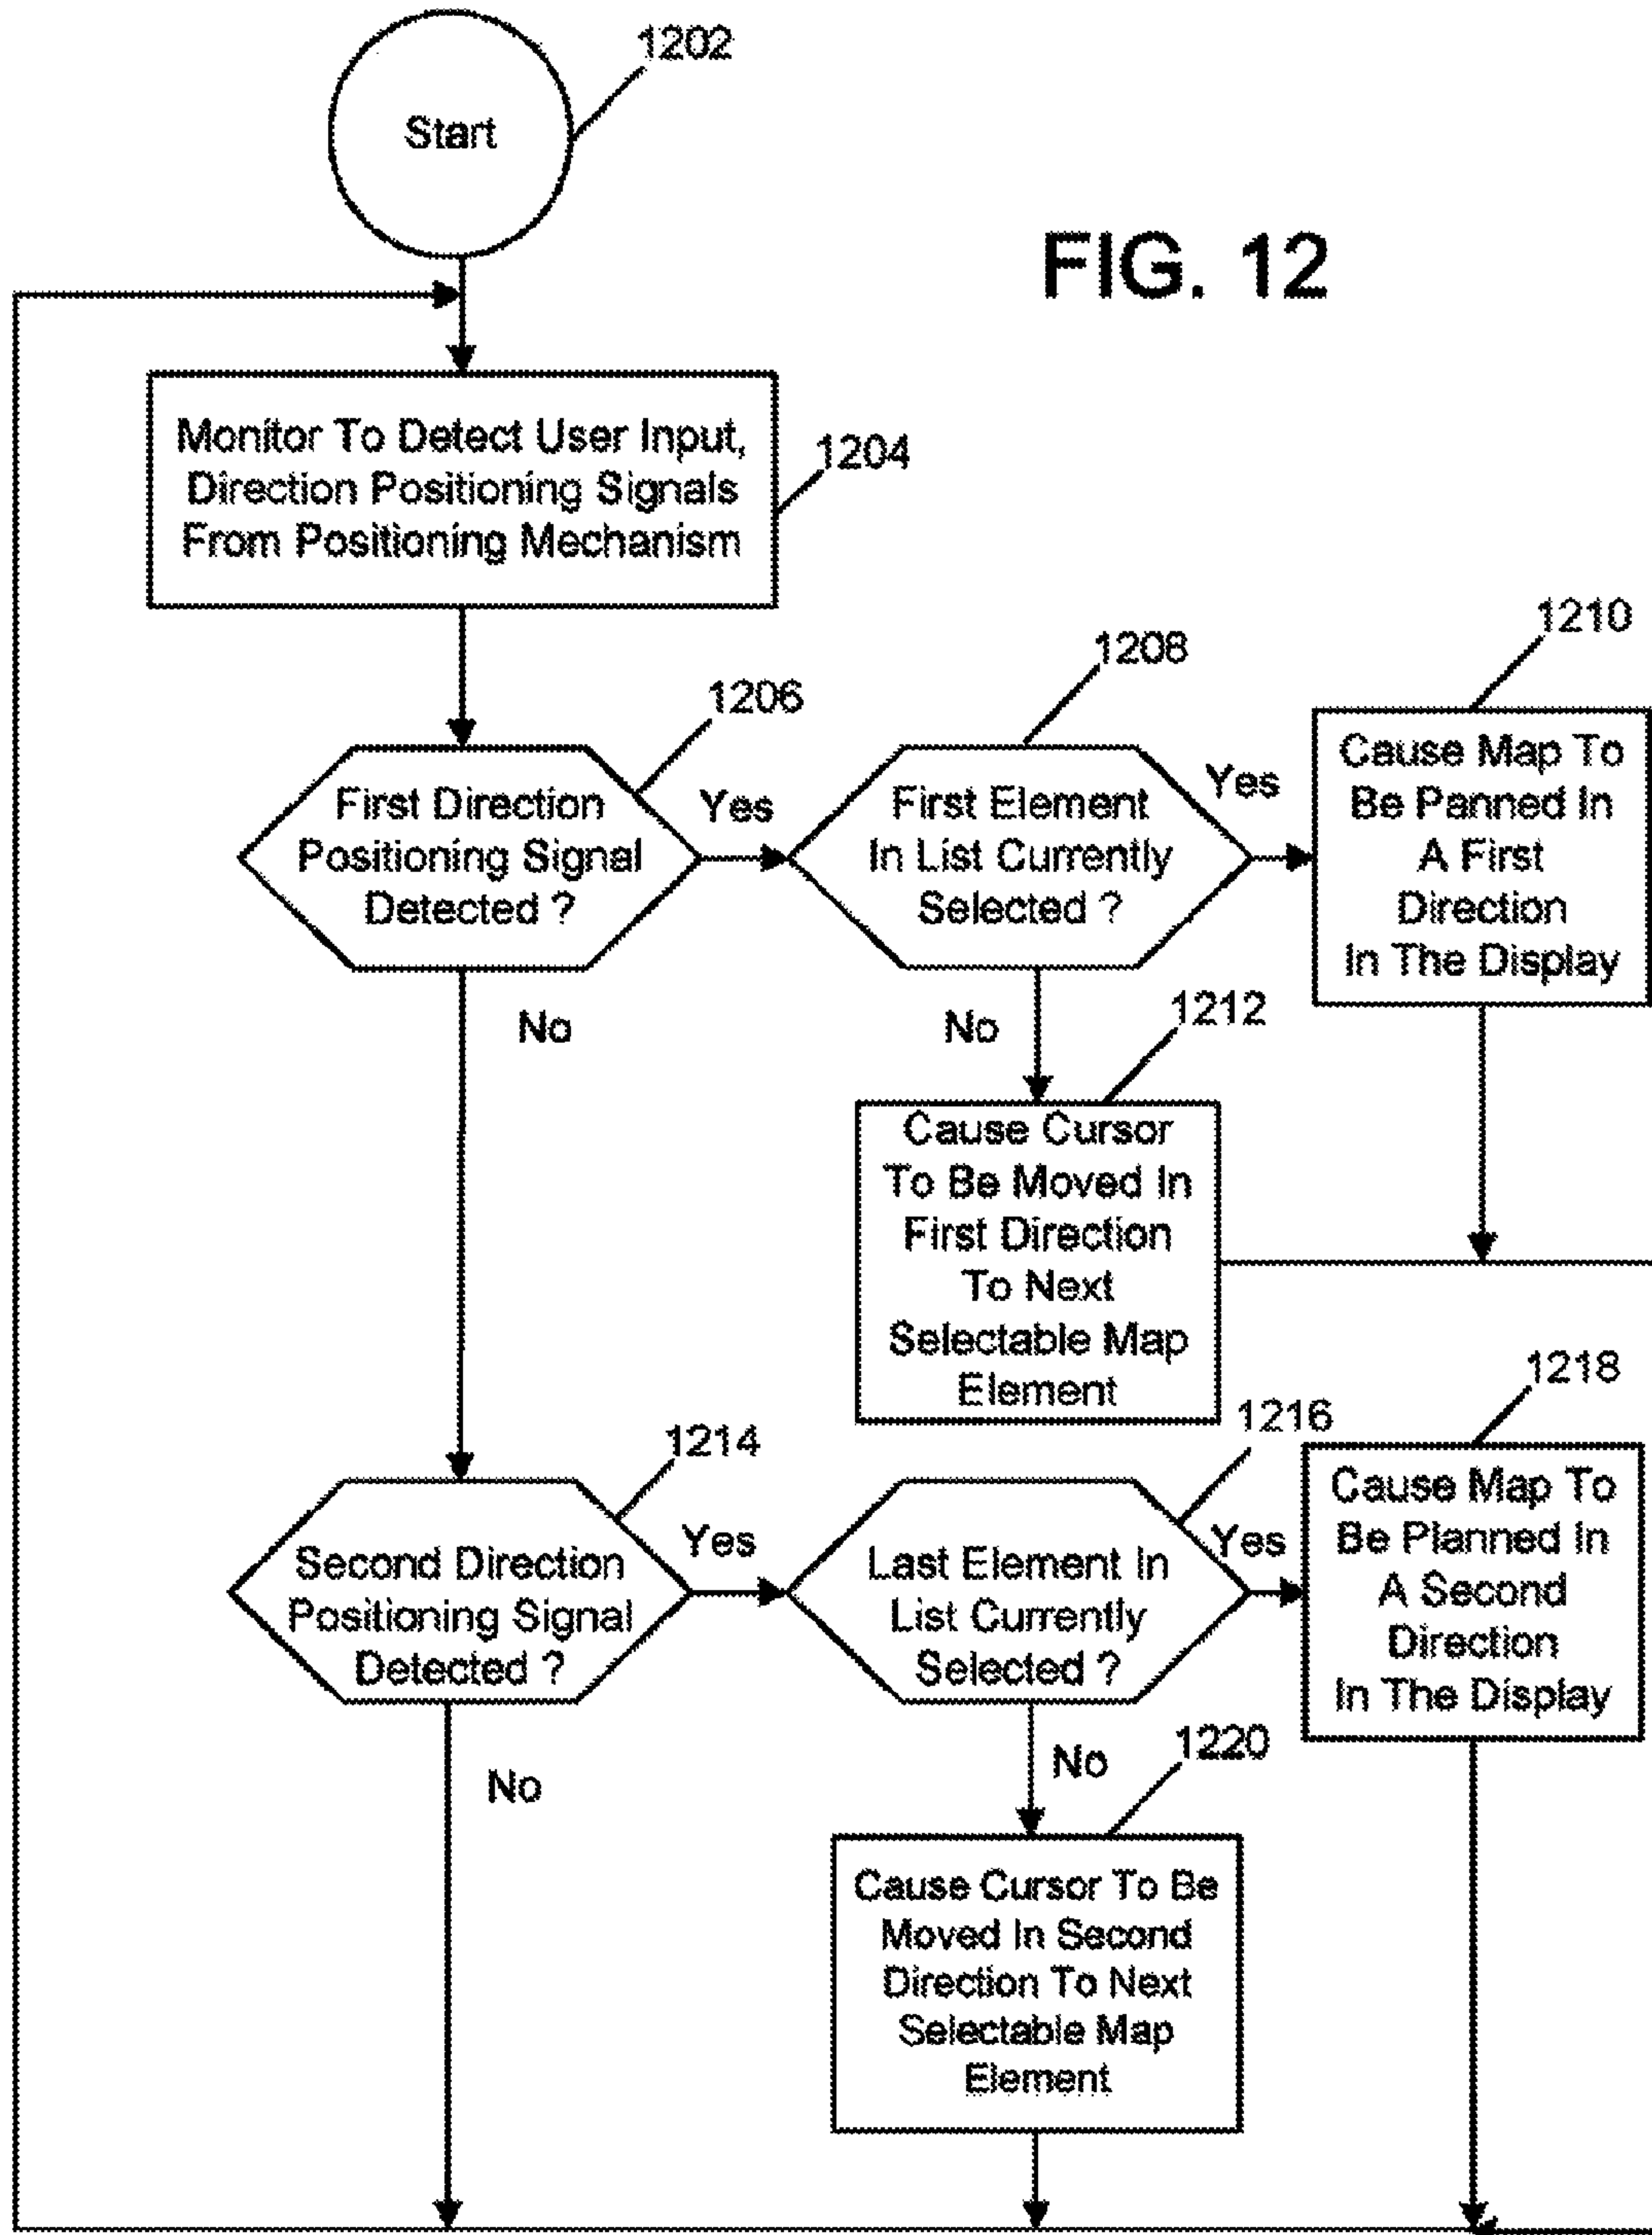 1202
Start
FIG. 12
Monitor To Detect User Input,
Direction Positioning Signals
From Positioning Mechanism
1204
1206
First Direction
Positioning Signal
Detected ?
Yes
No
1208
First Element
In List Currently
Selected ?
Yes
No
1210
Cause Map To
Be Panned In
A First
Direction
In The Display
1212
Cause Cursor
To Be Moved In
First Direction
To Next
Selectable Map
Element
1214
Second Direction
Positioning Signal
Detected ?
Yes
No
1216
Last Element In
List Currently
Selected ?
Yes
No
1218
Cause Map To
Be Planned In
A Second
Direction
In The Display
1220
Cause Cursor To Be
Moved In Second
Direction To Next
Selectable Map
Element